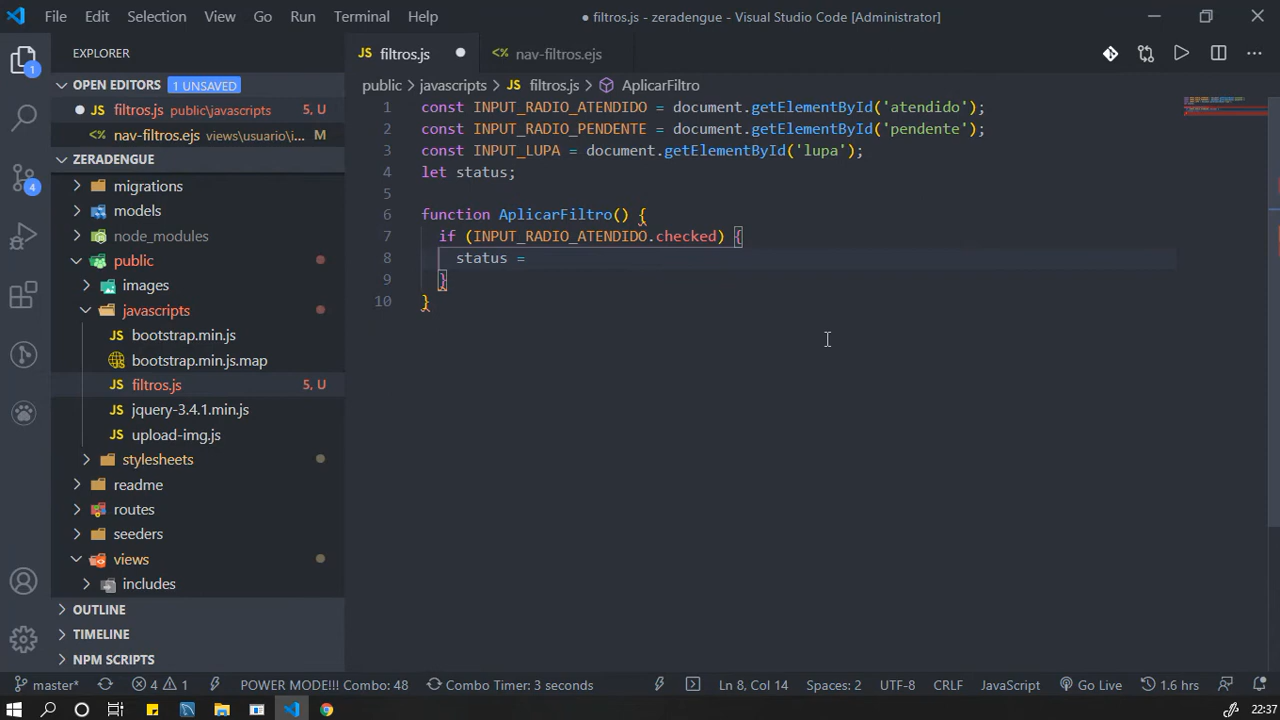 File Edit Selection View Go Run Terminal Help
● filtros.js - zeradengue - Visual Studio Code [Administrator]
EXPLORER
OPEN EDITORS 1 UNSAVED
JS filtros.js public\javascripts 5, U
<%> nav-filtros.ejs views\usuario\i... M
ZERADENGUE
migrations
models
node_modules
public
images
javascripts
JS bootstrap.min.js
bootstrap.min.js.map
JS filtros.js 5, U
JS jquery-3.4.1.min.js
JS upload-img.js
stylesheets
readme
routes
seeders
views
includes
OUTLINE
TIMELINE
NPM SCRIPTS
1
4
JS filtros.js
<%> nav-filtros.ejs
public > javascripts > JS filtros.js > AplicarFiltro
1 const INPUT_RADIO_ATENDIDO = document.getElementById('atendido');
2 const INPUT_RADIO_PENDENTE = document.getElementById('pendente');
3 const INPUT_LUPA = document.getElementById('lupa');
4 let status;
5
6 function AplicarFiltro() {
7 if (INPUT_RADIO_ATENDIDO.checked) {
8 status =
9 }
10 }
master* 4 1 POWER MODE!!! Combo: 48 Combo Timer: 3 seconds Ln 8, Col 14 Spaces: 2 UTF-8 CRLF JavaScript Go Live 1.6 hrs
22:37